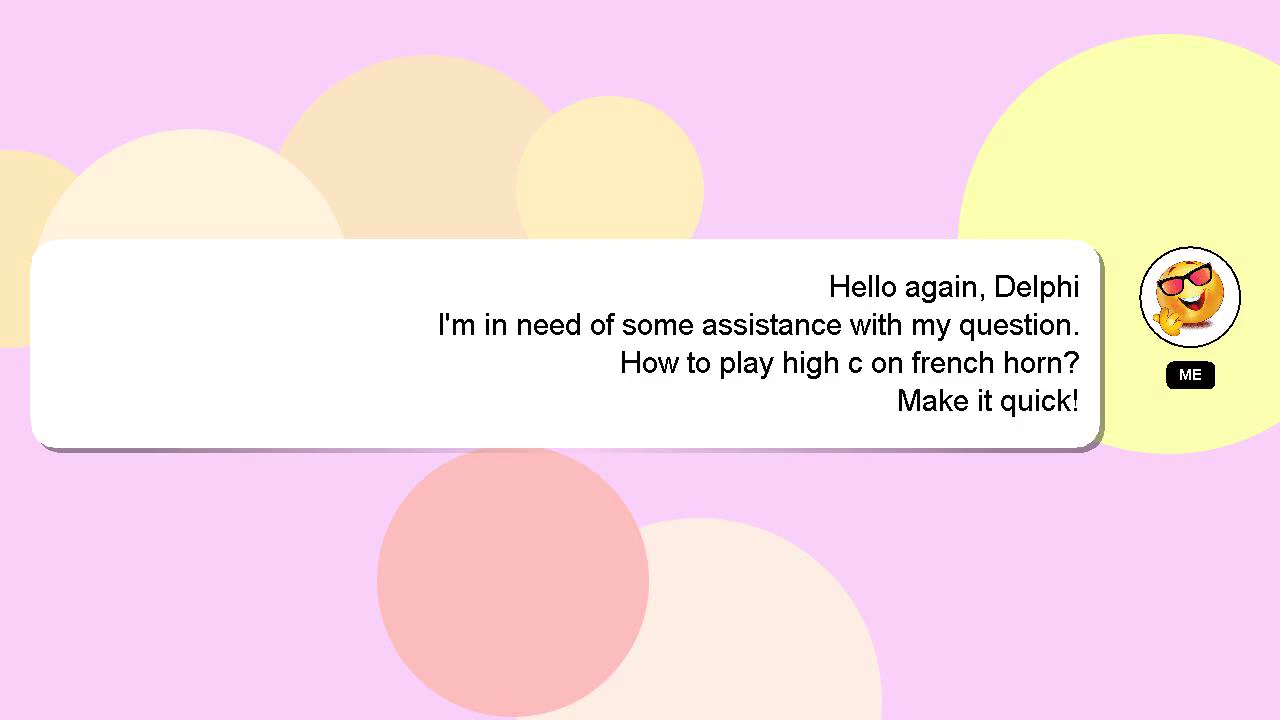 Hello again, Delphi
I'm in need of some assistance with my question.
How to play high c on french horn?
Make it quick!
ME